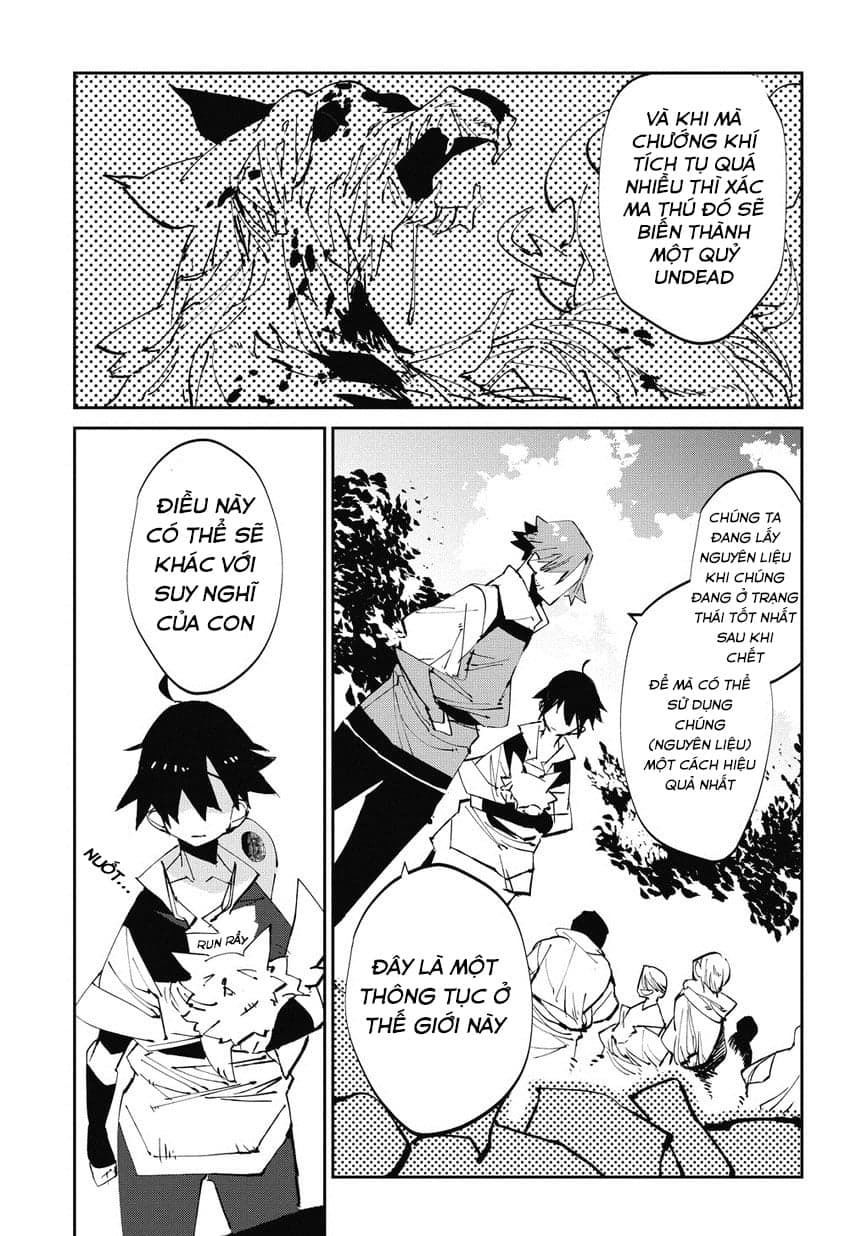 VÀ KHI MÀ
CHƯỚNG KHÍ
TÍCH TỤ QUÁ
NHIỀU THÌ XÁC
MA THÚ ĐÓ SẼ
BIẾN THÀNH
MỘT QUỶ
UNDEAD
CHÚNG TA
ĐANG LẤY
NGUYÊN LIỆU
KHI CHÚNG
ĐANG Ở TRẠNG
THÁI TỐT NHẤT
SAU KHI
CHẾT
ĐỂ MÀ CÓ THỂ
SỬ DỤNG
CHÚNG
(NGUYÊN LIỆU)
MỘT CÁCH HIỆU
QUẢ NHẤT
ĐÂY LÀ MỘT
THÔNG TỤC Ở
THẾ GIỚI NÀY
ĐIỀU NÀY
CÓ THỂ SẼ
KHÁC VỚI
SUY NGHĨ
CỦA CON
NUỐT...
RUN RẨY